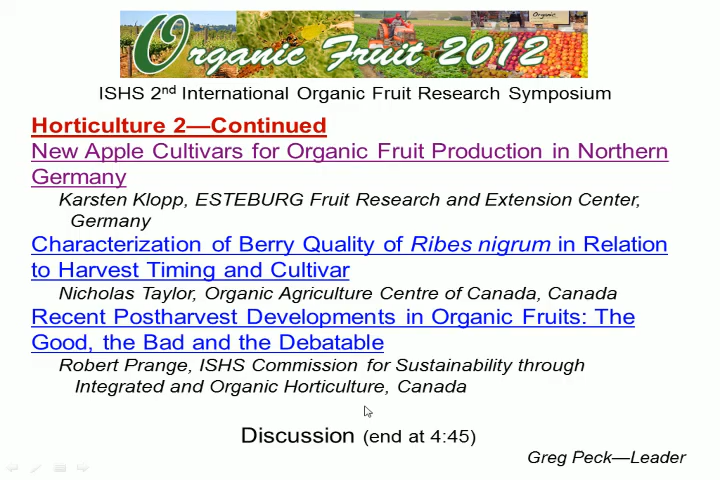 Organic
Organic Fruit 2012
ISHS 2nd International Organic Fruit Research Symposium
Horticulture 2—Continued
New Apple Cultivars for Organic Fruit Production in Northern
Germany
Karsten Klopp, ESTEBURG Fruit Research and Extension Center,
Germany
Characterization of Berry Quality of Ribes nigrum in Relation
to Harvest Timing and Cultivar
Nicholas Taylor, Organic Agriculture Centre of Canada, Canada
Recent Postharvest Developments in Organic Fruits: The
Good, the Bad and the Debatable
Robert Prange, ISHS Commission for Sustainability through
Integrated and Organic Horticulture, Canada
Discussion (end at 4:45)
Greg Peck—Leader